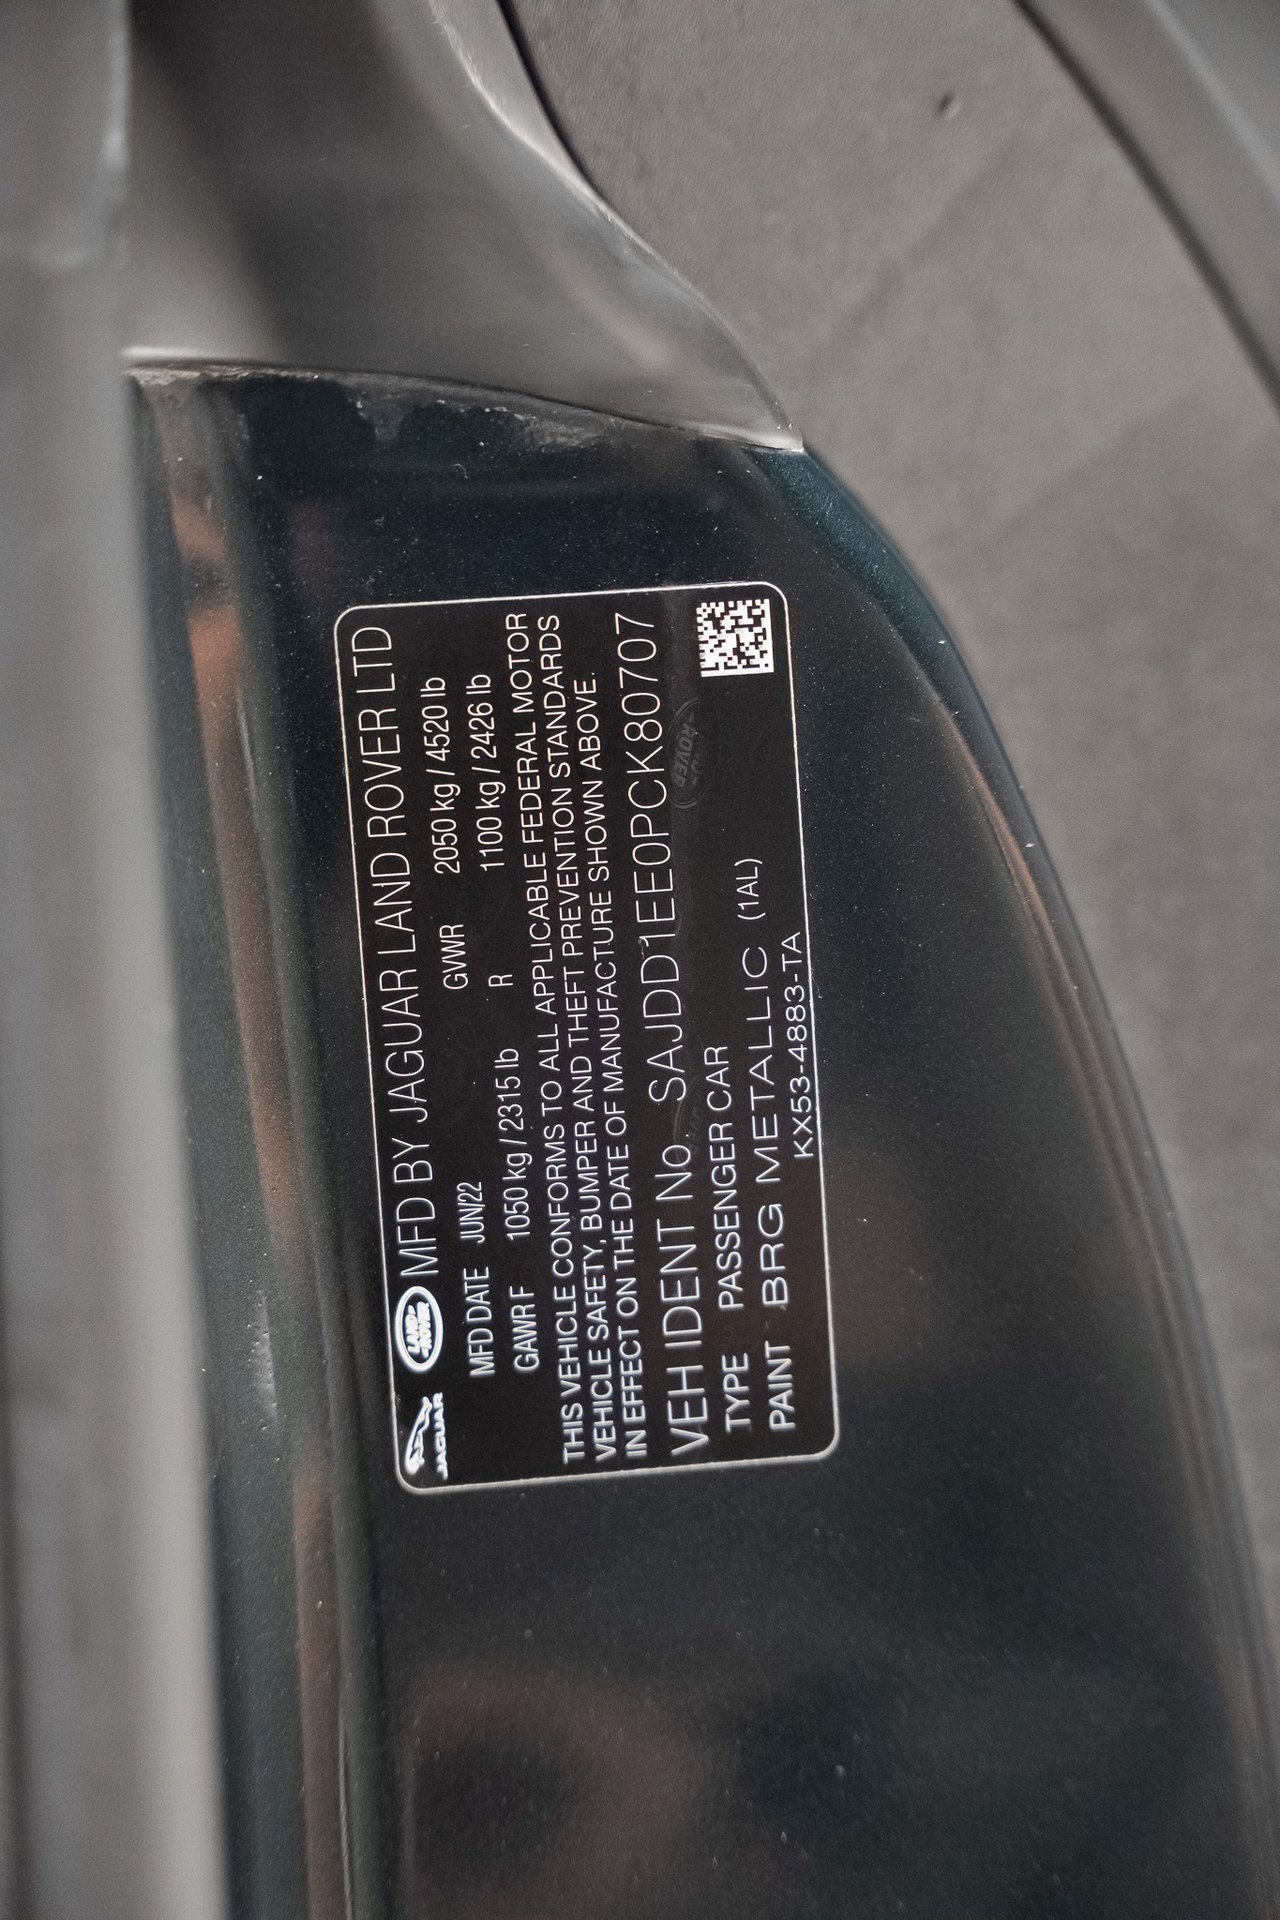 JAGUAR LAND-ROVER MFD BY JAGUAR LAND ROVER LTD
MFD DATE JUN/22 GVWR 2050 kg / 4520 lb
GAWR F 1050 kg / 2315 lb R 1100 kg / 2426 lb
THIS VEHICLE CONFORMS TO ALL APPLICABLE FEDERAL MOTOR
VEHICLE SAFETY, BUMPER AND THEFT PREVENTION STANDARDS
IN EFFECT ON THE DATE OF MANUFACTURE SHOWN ABOVE.
VEH IDENT No SAJDD1EE0PCK80707
TYPE PASSENGER CAR
PAINT BRG METALLIC (1AL)
KX53-4883-TA